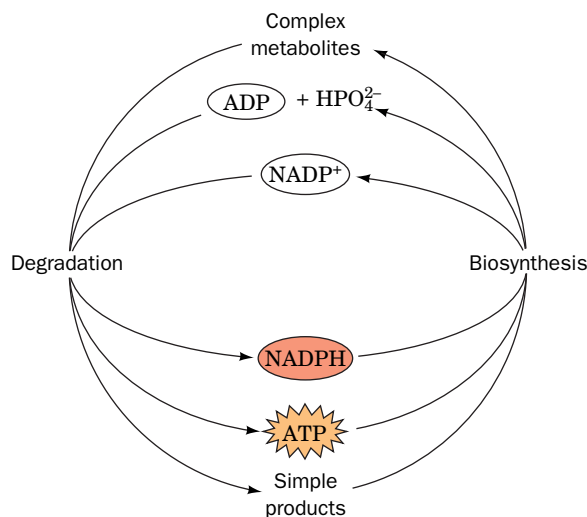 Complex
metabolites
ADP + HPO₄²⁻
NADP⁺
Degradation
Biosynthesis
NADPH
ATP
Simple
products